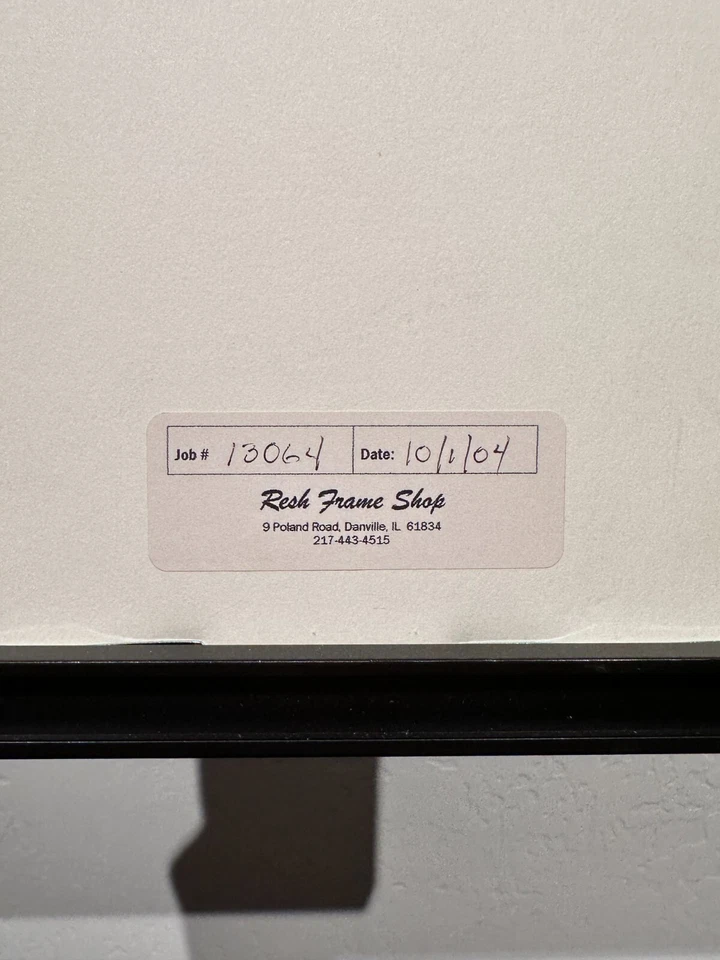 Job # 13064 Date: 10/1/04
Resh Frame Shop
9 Poland Road, Danville, IL 61834
217-443-4515